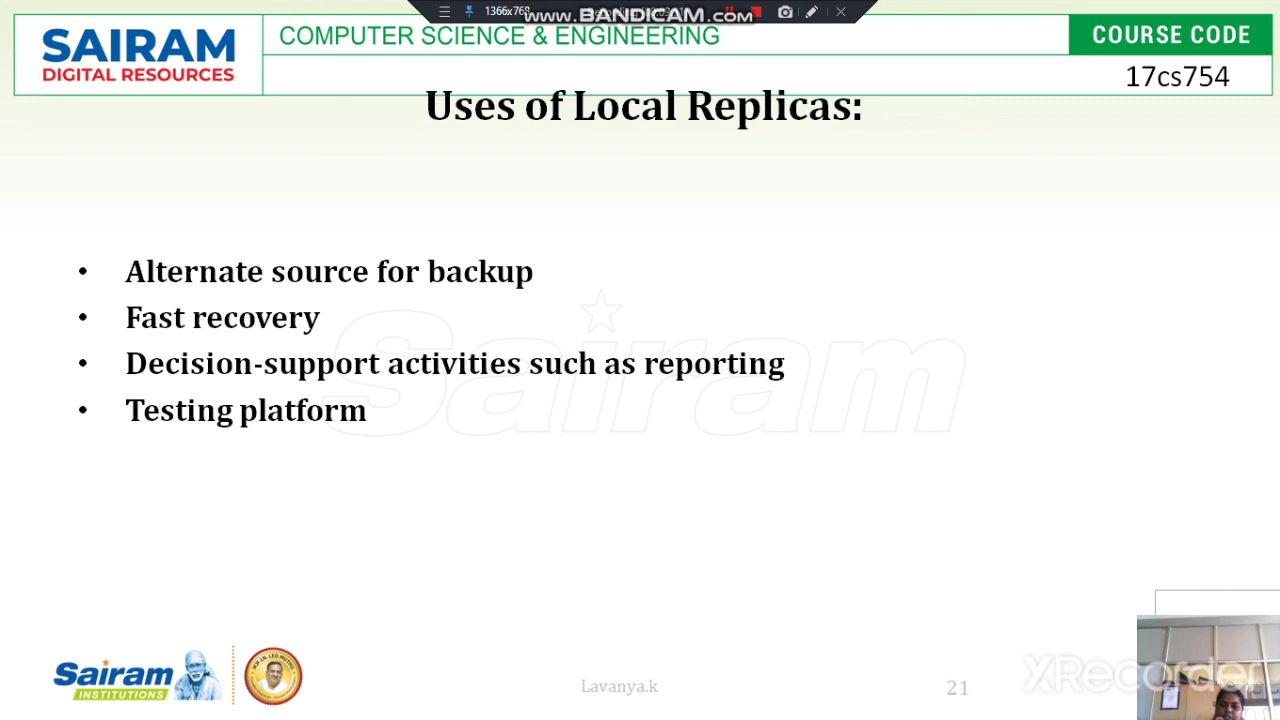 1366x768
www.BANDICAM.com
SAIRAM
DIGITAL RESOURCES
COMPUTER SCIENCE & ENGINEERING
COURSE CODE
17cs754
Uses of Local Replicas:
• Alternate source for backup
• Fast recovery
• Decision-support activities such as reporting
• Testing platform
Sairam
Sairam
INSTITUTIONS
Lavanya.k
21
XRecorder